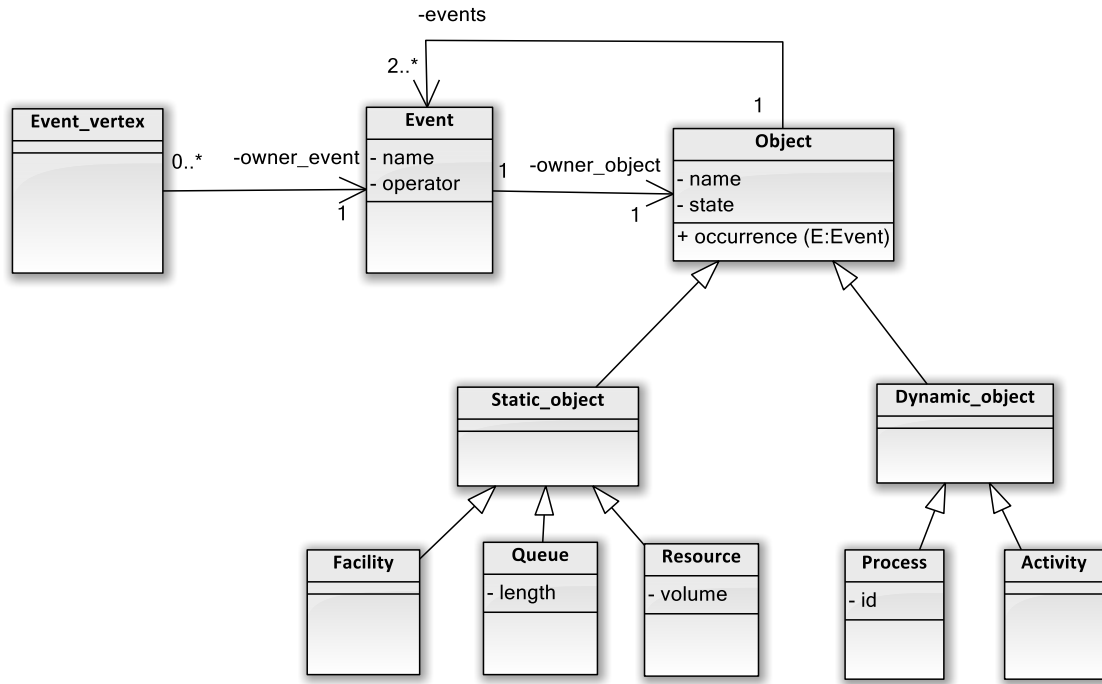 -events
2..*
1
Event_vertex
0..*
-owner_event
1
Event
- name
- operator
1
-owner_object
1
Object
- name
- state
+ occurrence (E:Event)
Static_object
Dynamic_object
Facility
Queue
- length
Resource
- volume
Process
- id
Activity